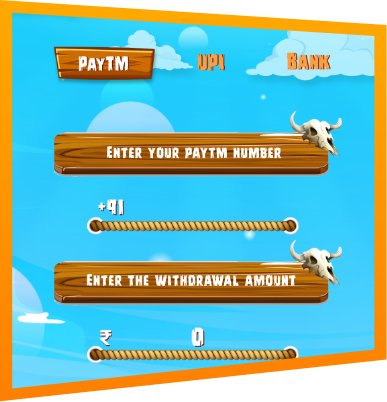 PayTM UPI Bank
Enter your paytm number
+91
Enter the withdrawal amount
₹ 0